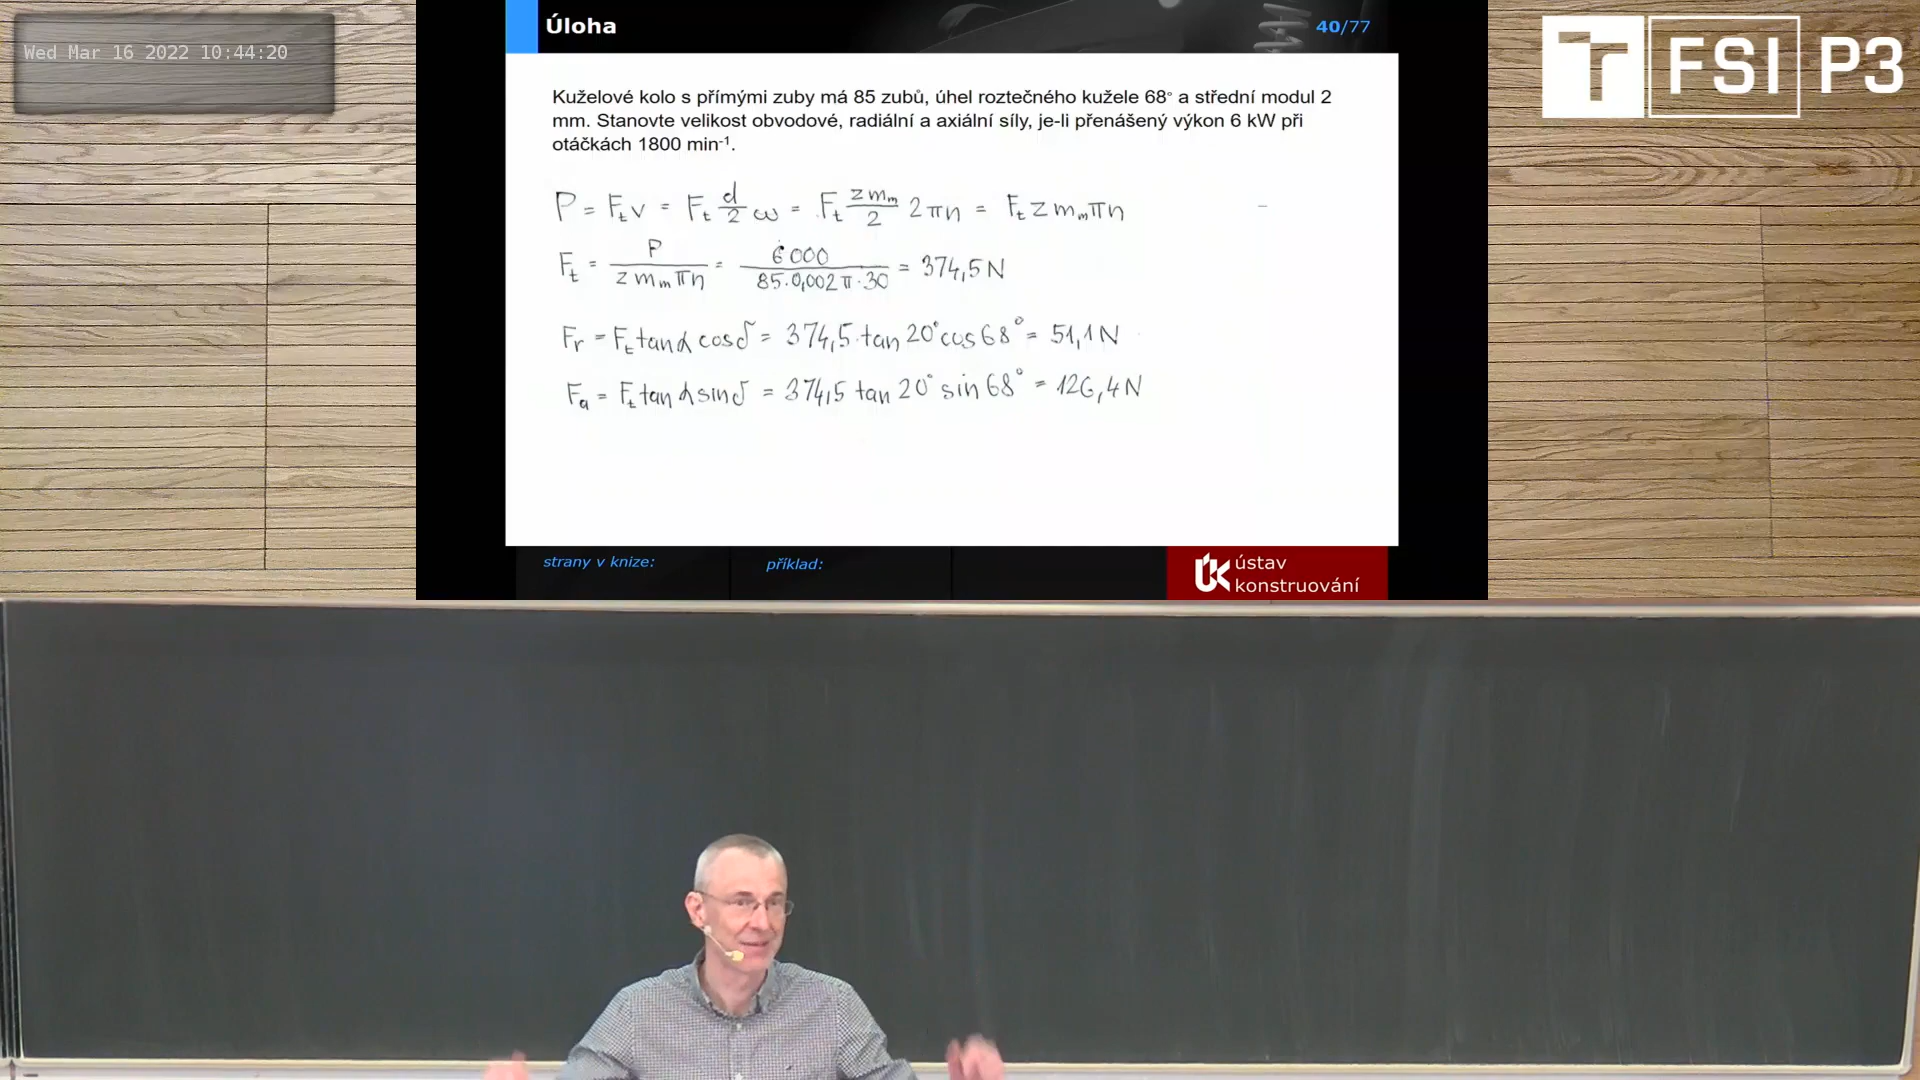 Wed Mar 16 2022 10:44:20
Úloha
40/77
T FSI P3
Kuželové kolo s přímými zuby má 85 zubů, úhel roztečného kužele 68° a střední modul 2
mm. Stanovte velikost obvodové, radiální a axiální síly, je-li přenášený výkon 6 kW při
otáčkách 1800 min⁻¹.
P = Fₜv = Fₜ d/2 ω = Fₜ zmₘ/2 2πn = Fₜ z mₘπn
Fₜ = P/(z mₘ πn) = 6000/(85·0,002π·30) = 374,5 N
Fr = Fₜ tanα cosδ = 374,5·tan 20° cos 68° = 51,1 N
Fa = Fₜ tanα sinδ = 374,5 tan 20° sin 68° = 126,4 N
strany v knize:
příklad:
ÚK ústav
konstruování